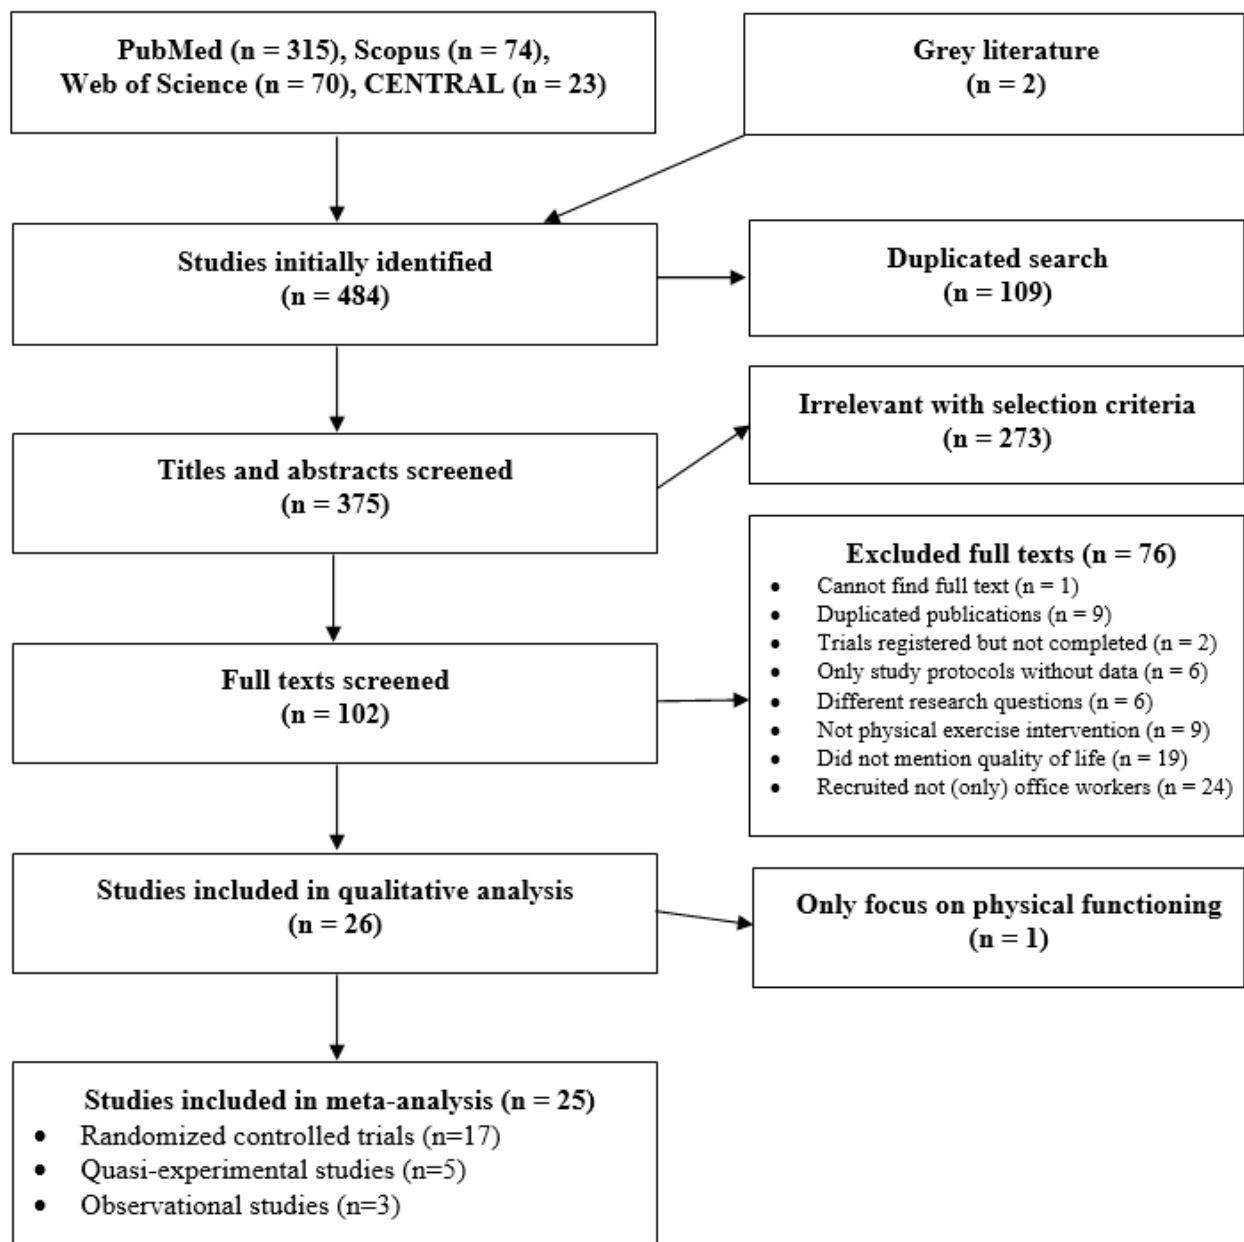 PubMed (n = 315), Scopus (n = 74),
Web of Science (n = 70), CENTRAL (n = 23)
Grey literature
(n = 2)
Studies initially identified
(n = 484)
Duplicated search
(n = 109)
Irrelevant with selection criteria
(n = 273)
Titles and abstracts screened
(n = 375)
Excluded full texts (n = 76)
• Cannot find full text (n = 1)
• Duplicated publications (n = 9)
• Trials registered but not completed (n = 2)
• Only study protocols without data (n = 6)
• Different research questions (n = 6)
• Not physical exercise intervention (n = 9)
• Did not mention quality of life (n = 19)
• Recruited not (only) office workers (n = 24)
Full texts screened
(n = 102)
Studies included in qualitative analysis
(n = 26)
Only focus on physical functioning
(n = 1)
Studies included in meta-analysis (n = 25)
• Randomized controlled trials (n=17)
• Quasi-experimental studies (n=5)
• Observational studies (n=3)